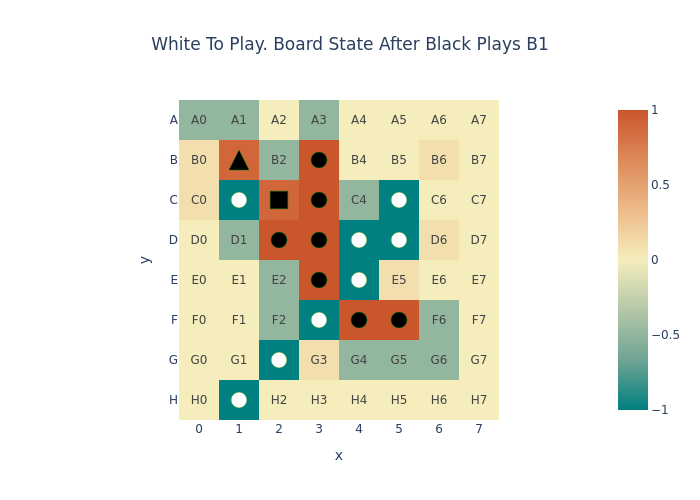 White To Play. Board State After Black Plays B1
A A0 A1 A2 A3 A4 A5 A6 A7
B B0 B2 B4 B5 B6 B7
C C0 C4 C6 C7
D D0 D1 D6 D7
E E0 E1 E2 E5 E6 E7
F F0 F1 F2 F6 F7
G G0 G1 G3 G4 G5 G6 G7
H H0 H2 H3 H4 H5 H6 H7
0 1 2 3 4 5 6 7
x
y
1
0.5
0
−0.5
−1